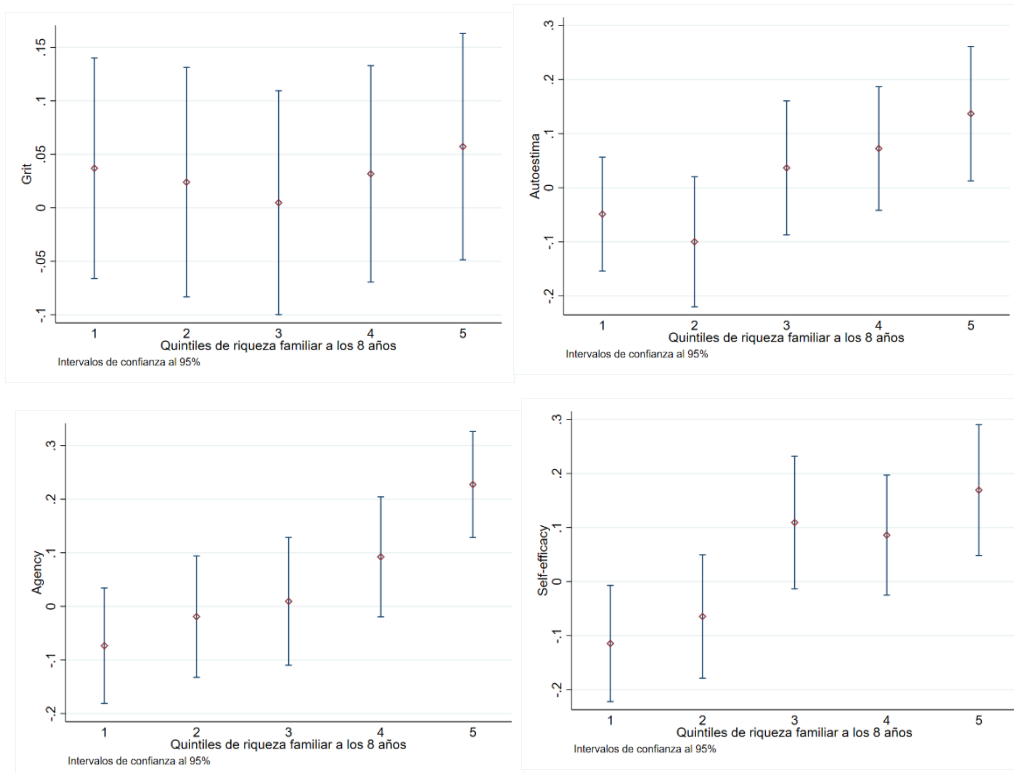 Grit
.15
.1
.05
0
-.05
-.1
1 2 3 4 5
Quintiles de riqueza familiar a los 8 años
Intervalos de confianza al 95%
Autoestima
.3
.2
.1
0
-.1
-.2
1 2 3 4 5
Quintiles de riqueza familiar a los 8 años
Intervalos de confianza al 95%
Agency
.3
.2
.1
0
-.1
-.2
1 2 3 4 5
Quintiles de riqueza familiar a los 8 años
Intervalos de confianza al 95%
Self-efficacy
.3
.2
.1
0
-.1
-.2
1 2 3 4 5
Quintiles de riqueza familiar a los 8 años
Intervalos de confianza al 95%